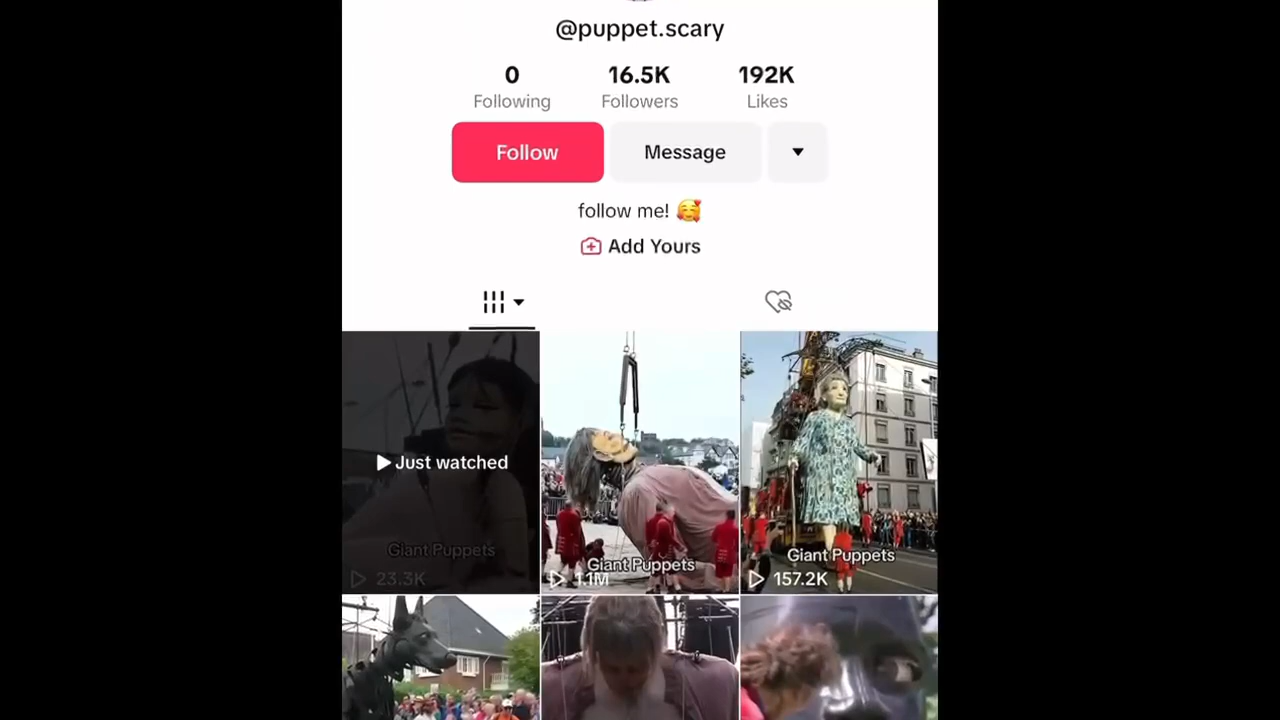 @puppet.scary
0 16.5K 192K
Following Followers Likes
Follow Message
follow me! 🥰
Add Yours
Just watched
Giant Puppets
23.3K
Giant Puppets
1.1M
Giant Puppets
157.2K